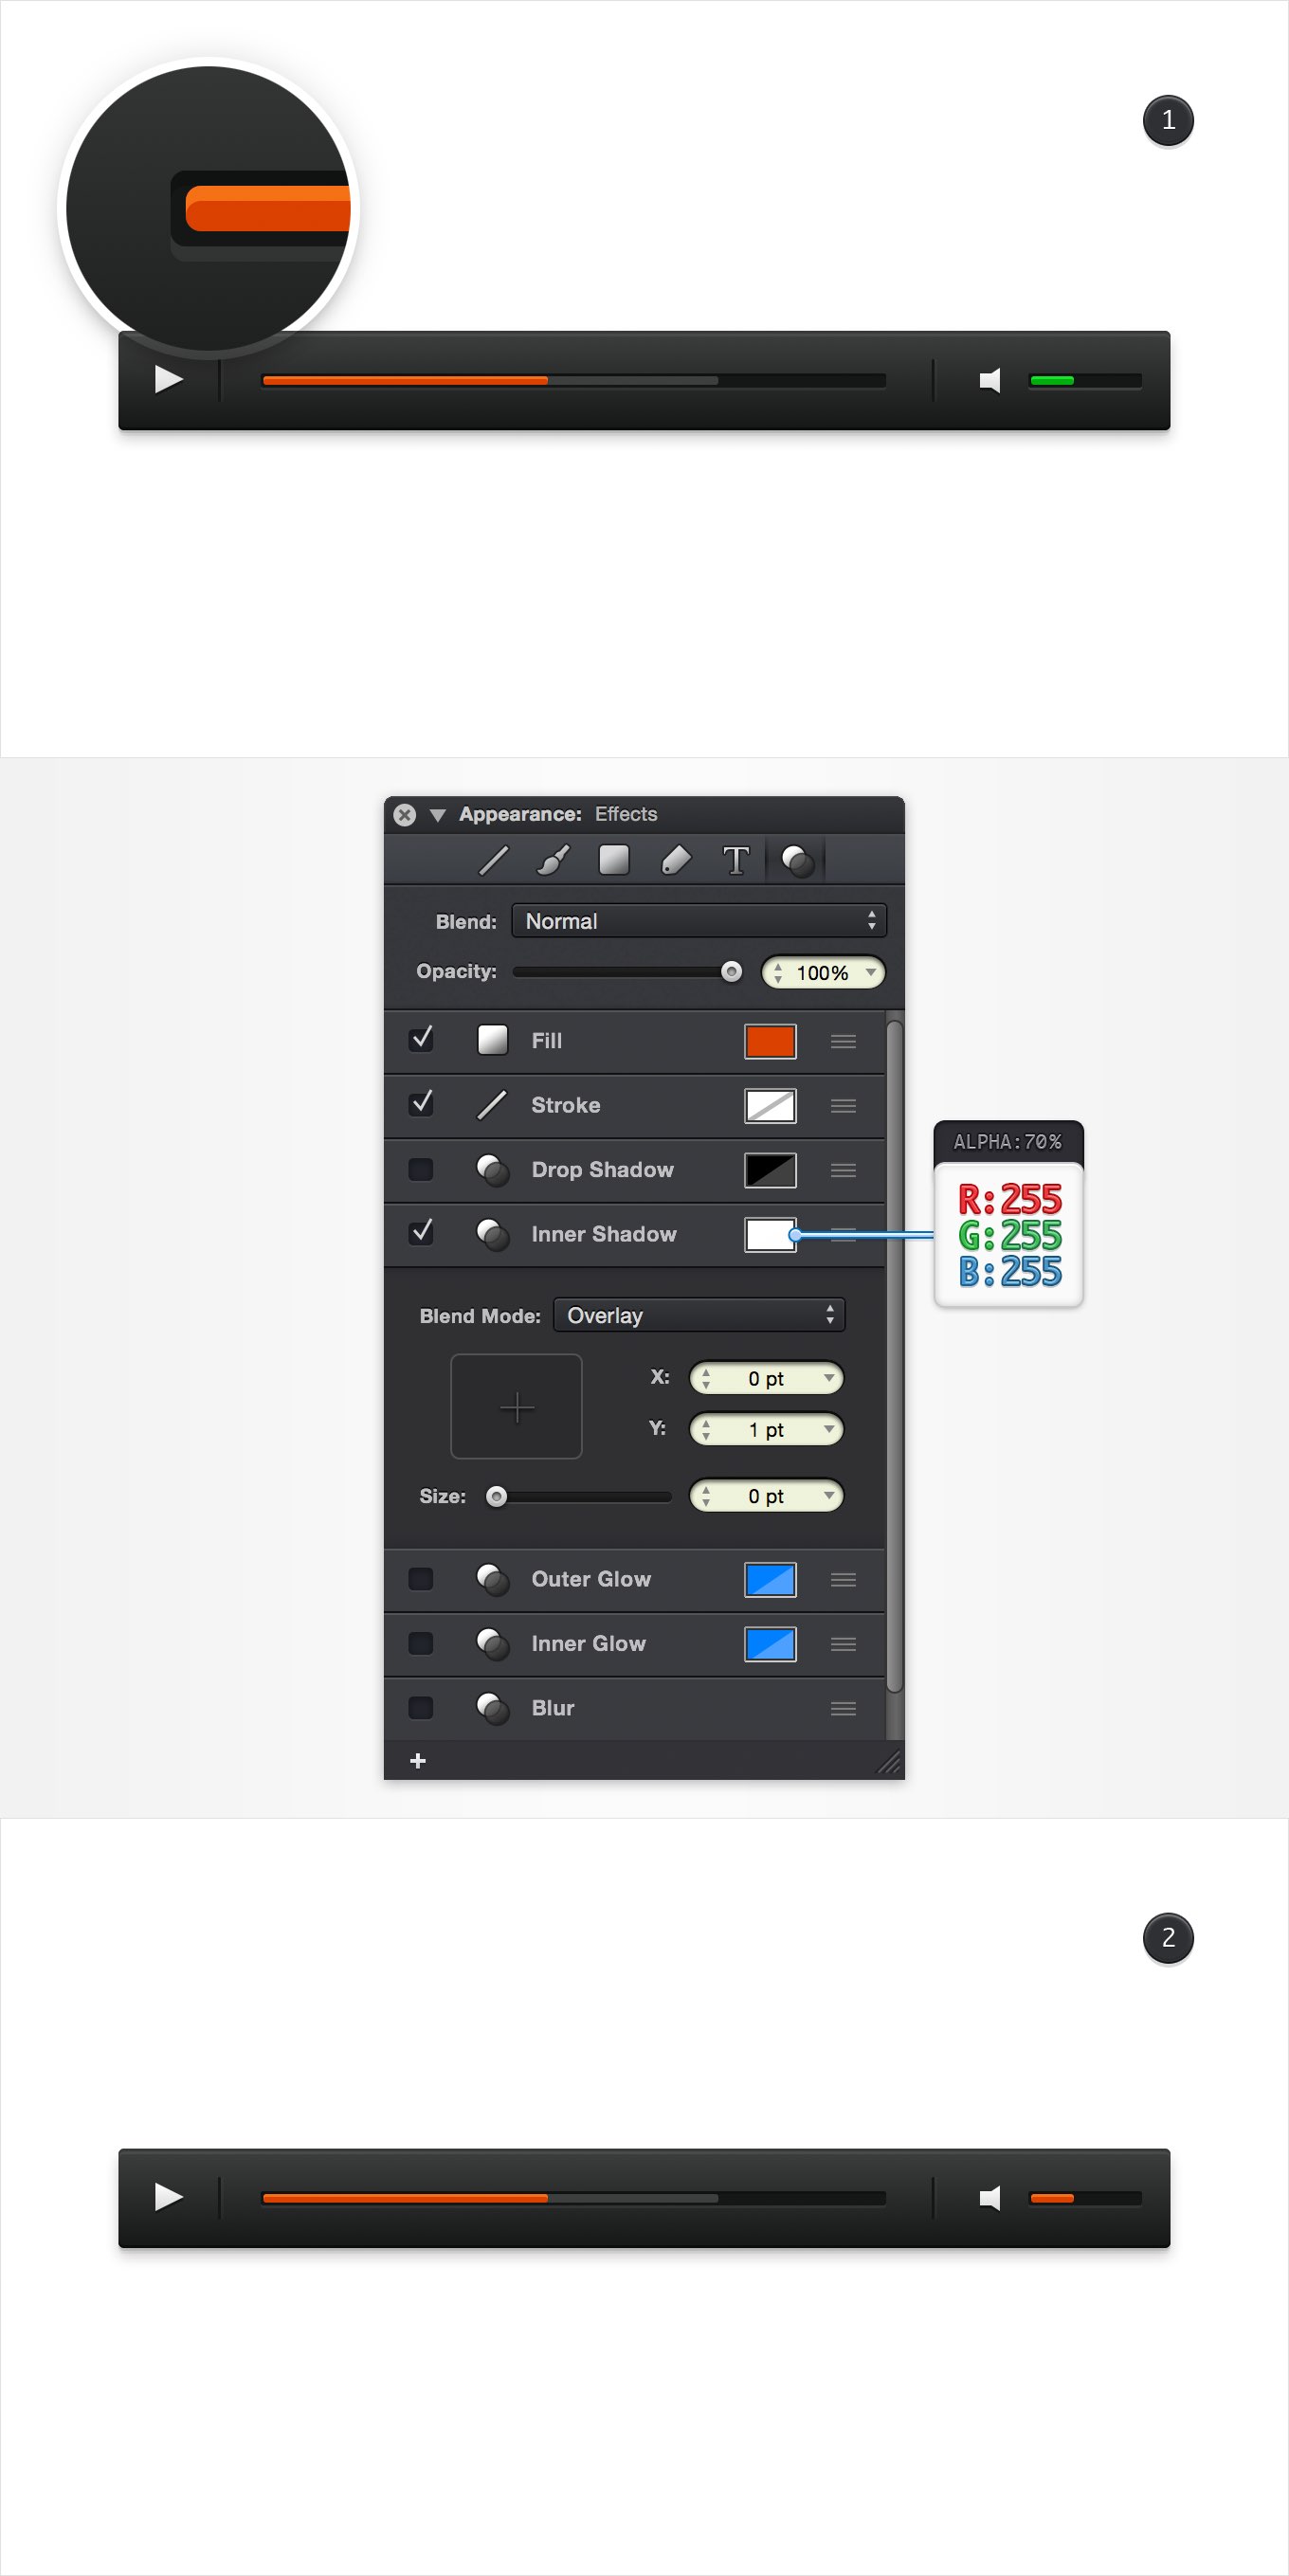 1
Appearance: Effects
T
Blend: Normal
Opacity: 100%
Fill
Stroke
ALPHA:70%
Drop Shadow
R:255
Inner Shadow
G:255
B:255
Blend Mode: Overlay
X: 0 pt
Y: 1 pt
Size: 0 pt
Outer Glow
Inner Glow
Blur
+
2